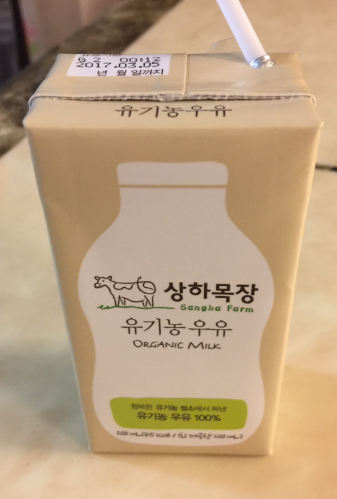 2017.03.05
년 월 일까지
유기농우유
상하목장
Sangha Farm
유기농우유
ORGANIC MILK
유기농 우유 100%